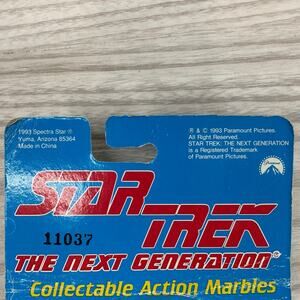 1993 Spectra Star ®
Yuma, Arizona 85364
Made in China
® & © 1993 Paramount Pictures.
All Right Reserved.
STAR TREK: THE NEXT GENERATION
is a Registered Trademark
of Paramount Pictures.
Paramount
STAR TREK
11037
THE NEXT GENERATION®
Collectable Action Marbles